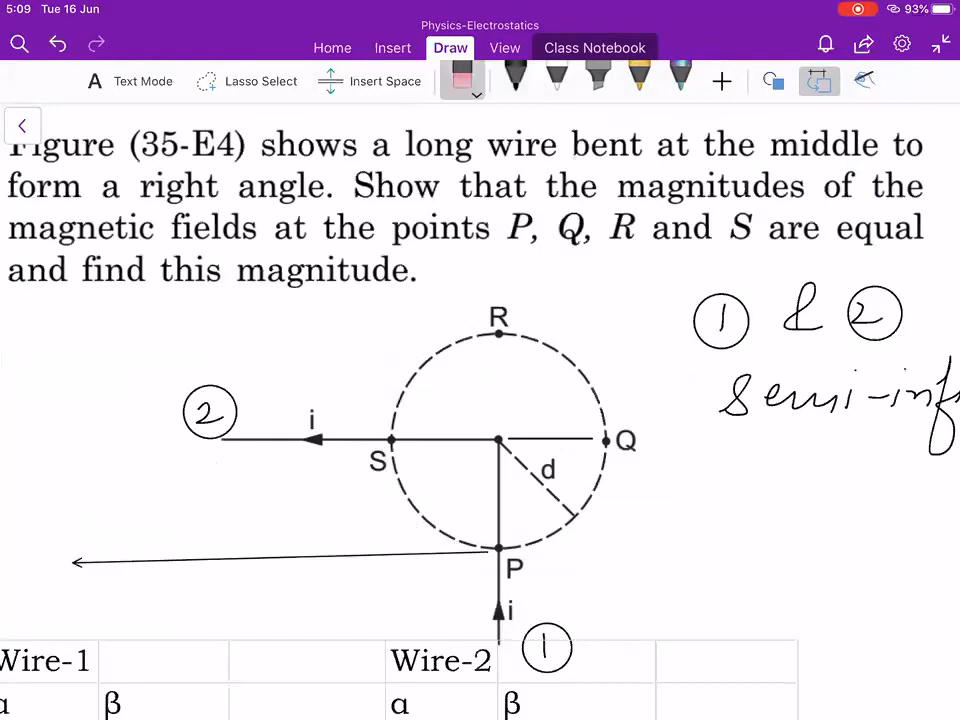 5:09 Tue 16 Jun
93%
Physics-Electrostatics
Home Insert Draw View Class Notebook
A Text Mode Lasso Select Insert Space
Figure (35-E4) shows a long wire bent at the middle to
form a right angle. Show that the magnitudes of the
magnetic fields at the points P, Q, R and S are equal
and find this magnitude.
R
1 & 2
semi-inf
2
i
S
Q
d
P
i
1
Wire-1 Wire-2
α β α β